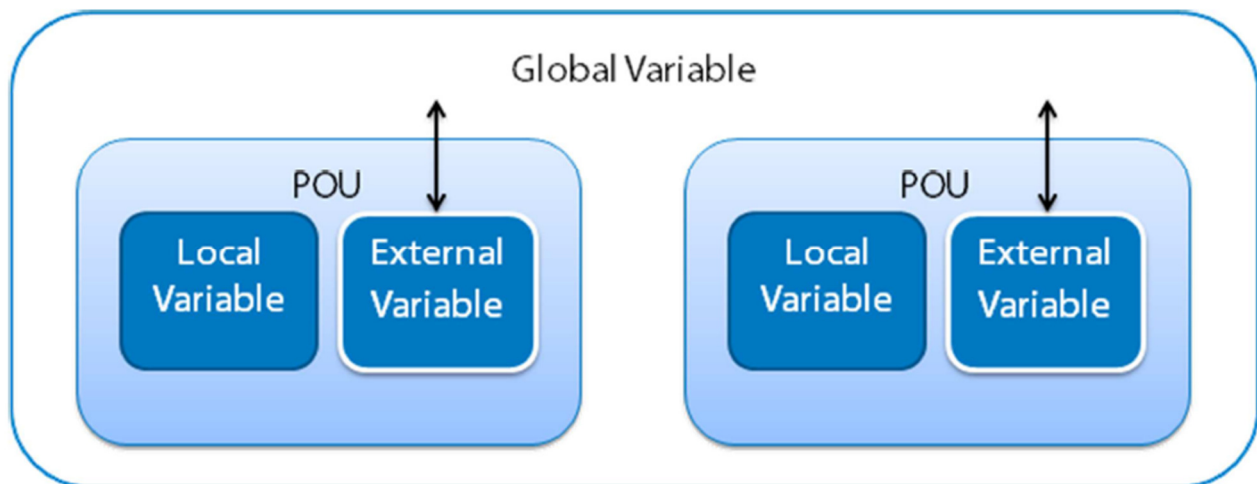 Global Variable
POU
Local
Variable
External
Variable
POU
Local
Variable
External
Variable